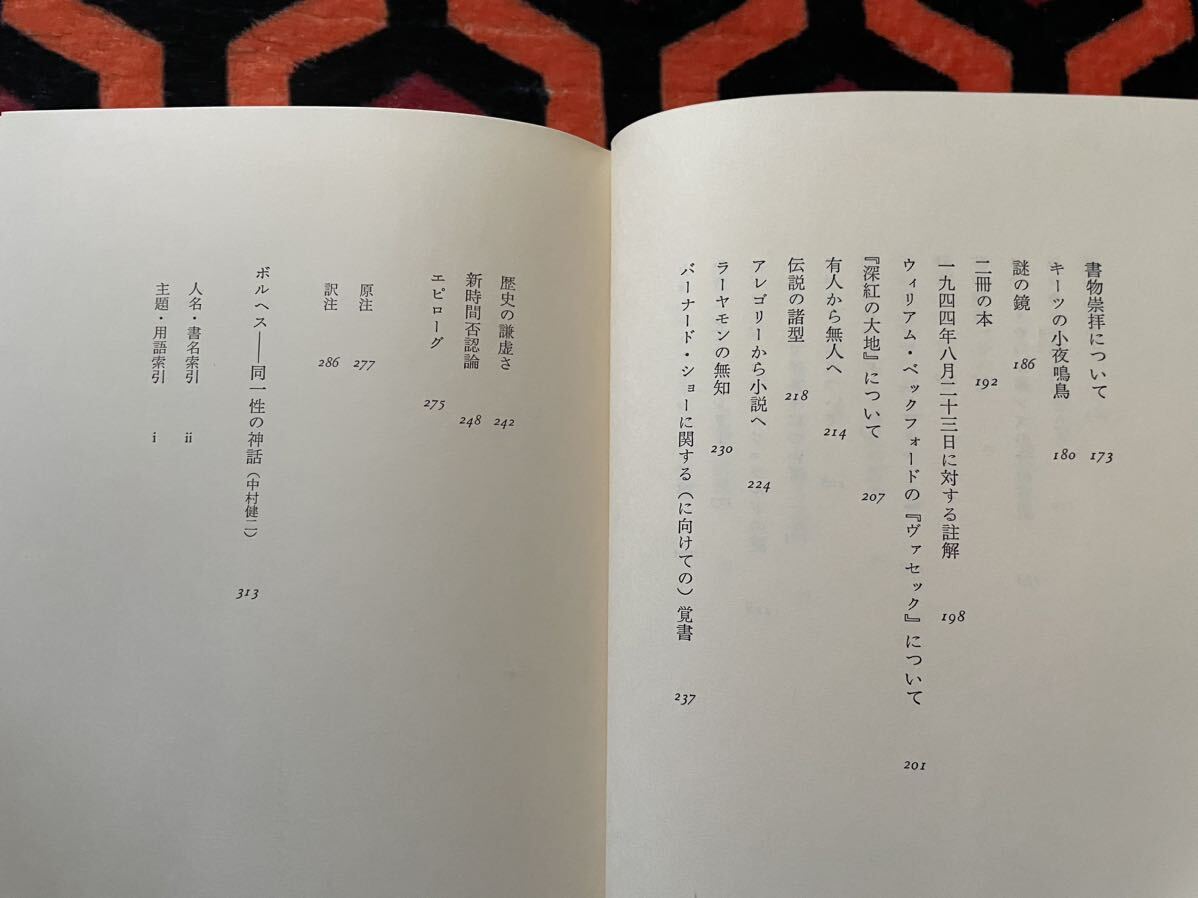 書物崇拝について 173
キーツの小夜鳴鳥 180
謎の鏡 186
二冊の本 192
一九四四年八月二十三日に対する註解 198
ウィリアム・ベックフォードの『ヴァセック』について 201
『深紅の大地』について 207
有人から無人へ 214
伝説の諸型 218
アレゴリーから小説へ 224
ラーヤモンの無知 230
バーナード・ショーに関する(に向けての)覚書 237
歴史の謙虚さ 242
新時間否認論 248
エピローグ 275
原注 277
訳注 286
ボルヘス——同一性の神話(中村健二) 313
人名・書名索引 ii
主題・用語索引 i